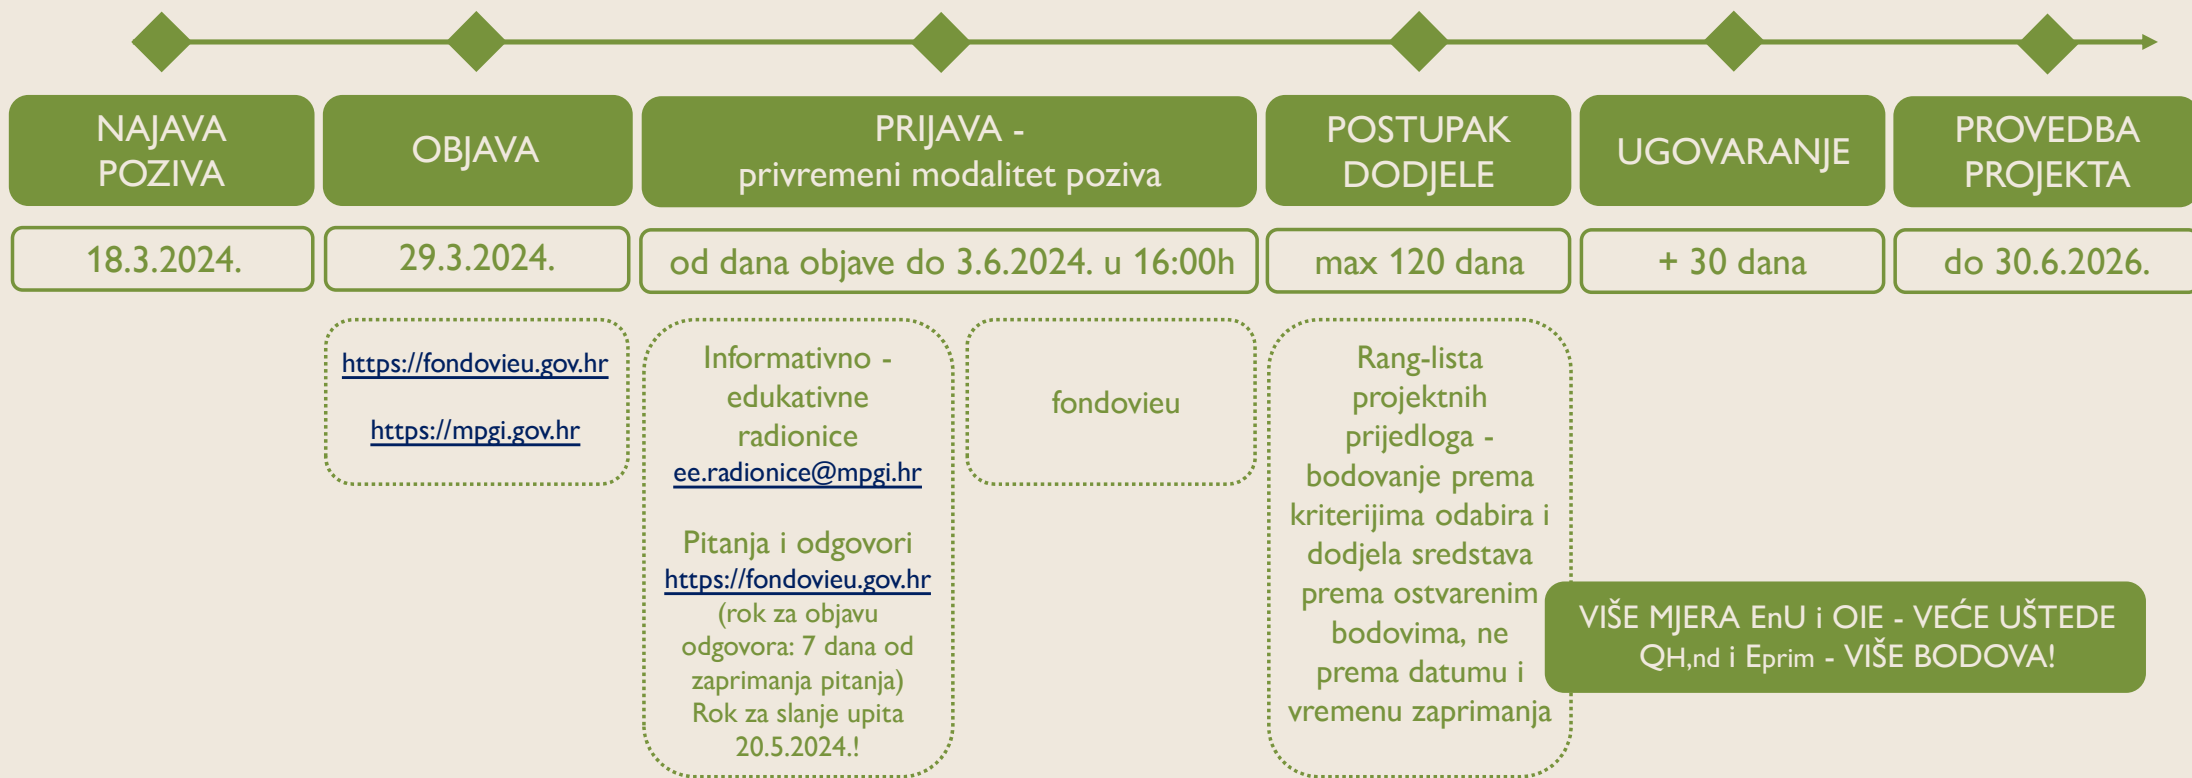 NAJAVA
POZIVA
OBJAVA
PRIJAVA -
privremeni modalitet poziva
POSTUPAK
DODJELE
UGOVARANJE
PROVEDBA
PROJEKTA
18.3.2024.
29.3.2024.
od dana objave do 3.6.2024. u 16:00h
max 120 dana
+ 30 dana
do 30.6.2026.
https://fondovieu.gov.hr
https://mpgi.gov.hr
Informativno -
edukativne
radionice
ee.radionice@mpgi.hr
Pitanja i odgovori
https://fondovieu.gov.hr
(rok za objavu
odgovora: 7 dana od
zaprimanja pitanja)
Rok za slanje upita
20.5.2024.!
fondovieu
Rang-lista
projektnih
prijedloga -
bodovanje prema
kriterijima odabira i
dodjela sredstava
prema ostvarenim
bodovima, ne
prema datumu i
vremenu zaprimanja
VIŠE MJERA EnU i OIE - VEĆE UŠTEDE
QH,nd i Eprim - VIŠE BODOVA!